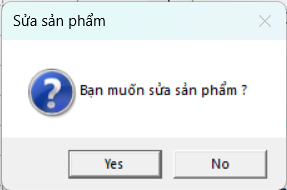 Sửa sản phẩm
Bạn muốn sửa sản phẩm ?
Yes
No